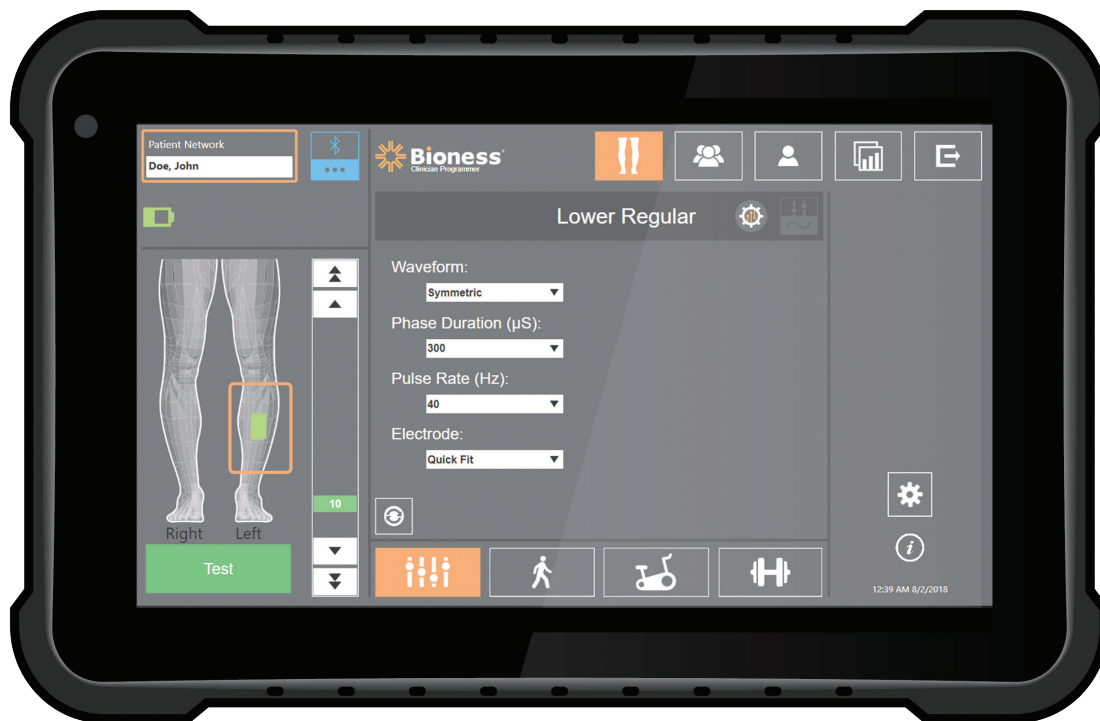 Patient Network
Doe, John
Bioness
Clinician Programmer
Lower Regular
Waveform:
Symmetric
Phase Duration (µS):
300
Pulse Rate (Hz):
40
Electrode:
Quick Fit
10
Right Left
Test
i
12:39 AM 8/2/2018